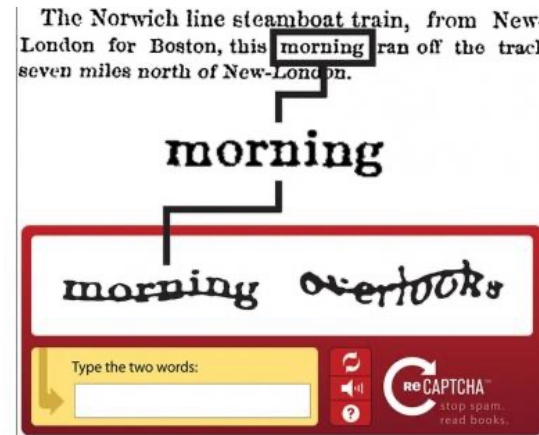 The Norwich line steamboat train, from New-
London for Boston, this morning ran off the track
seven miles north of New-London.
morning
morning overlooks
Type the two words:
reCAPTCHA™
stop spam.
read books.